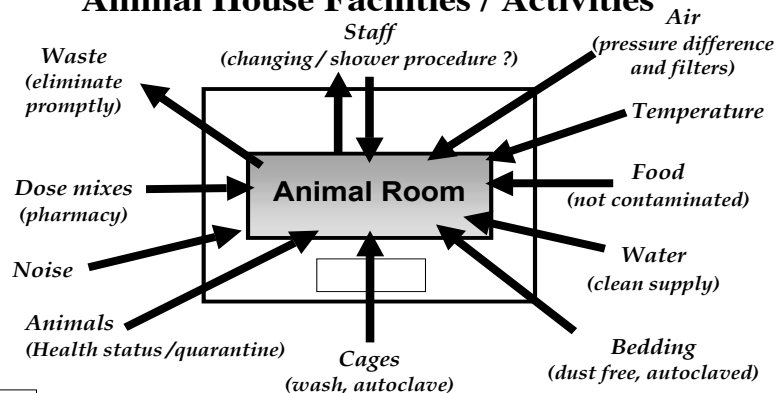 Animal House Facilities / Activities
Staff
(changing / shower procedure ?)
Air
(pressure difference
and filters)
Waste
(eliminate
promptly)
Temperature
Animal Room
Dose mixes
(pharmacy)
Food
(not contaminated)
Noise
Water
(clean supply)
Animals
(Health status /quarantine)
Cages
(wash, autoclave)
Bedding
(dust free, autoclaved)